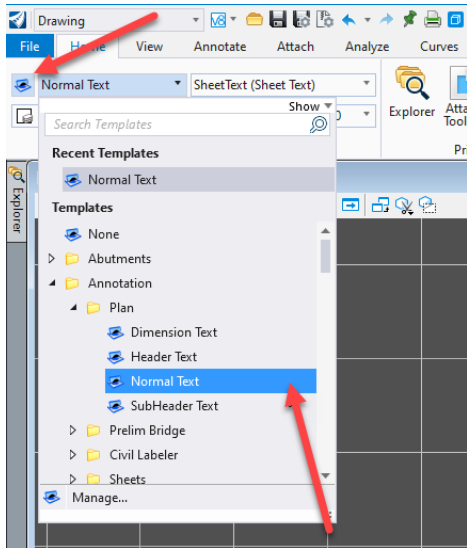 Drawing
File Home View Annotate Attach Analyze Curves
Normal Text SheetText (Sheet Text)
Show
Search Templates
Explorer
Recent Templates
Normal Text
Explorer
Templates
None
Abutments
Annotation
Plan
Dimension Text
Header Text
Normal Text
SubHeader Text
Prelim Bridge
Civil Labeler
Sheets
Manage...